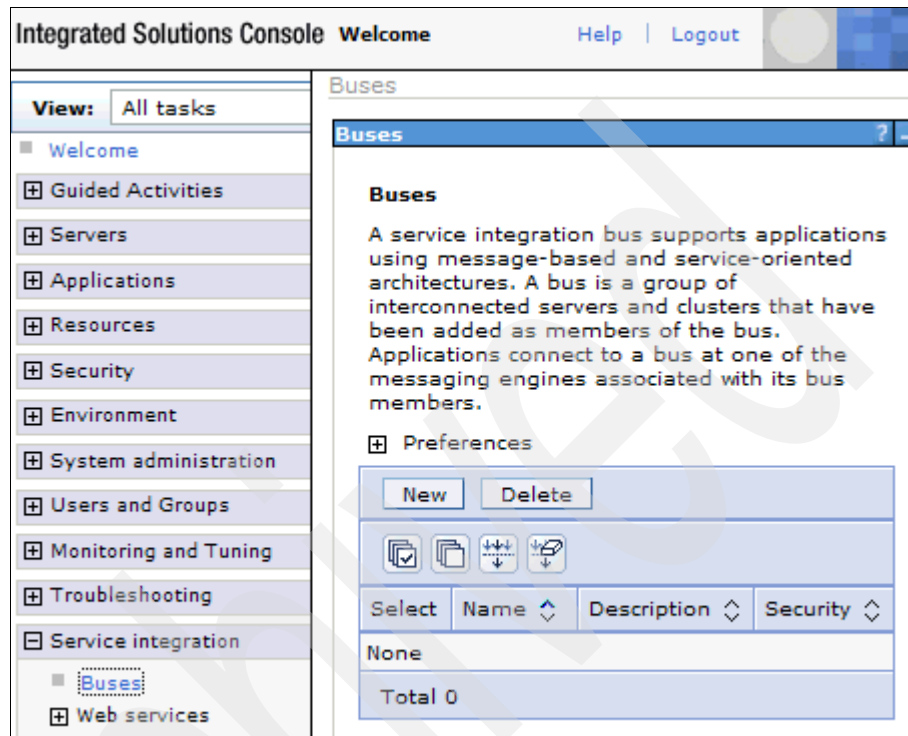 Integrated Solutions Console Welcome Help | Logout
View: All tasks
Welcome
Guided Activities
Servers
Applications
Resources
Security
Environment
System administration
Users and Groups
Monitoring and Tuning
Troubleshooting
Service integration
Buses
Web services
Buses
Buses ? -
Buses
A service integration bus supports applications
using message-based and service-oriented
architectures. A bus is a group of
interconnected servers and clusters that have
been added as members of the bus.
Applications connect to a bus at one of the
messaging engines associated with its bus
members.
Preferences
New Delete
Select Name Description Security
None
Total 0